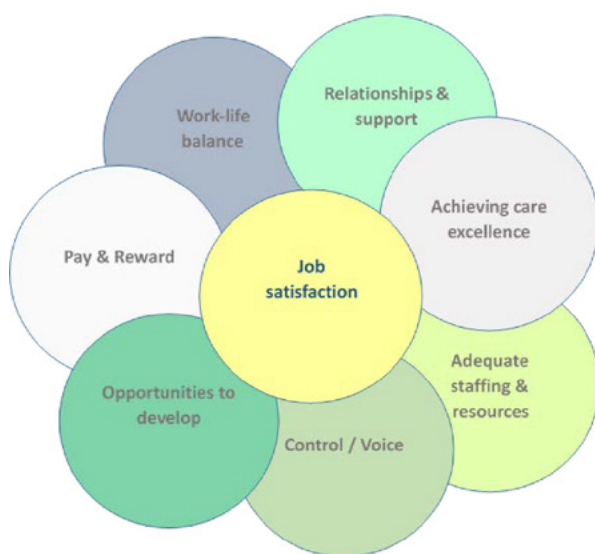 Work-life
balance
Relationships &
support
Achieving care
excellence
Pay & Reward
Job
satisfaction
Adequate
staffing &
resources
Opportunities to
develop
Control / Voice